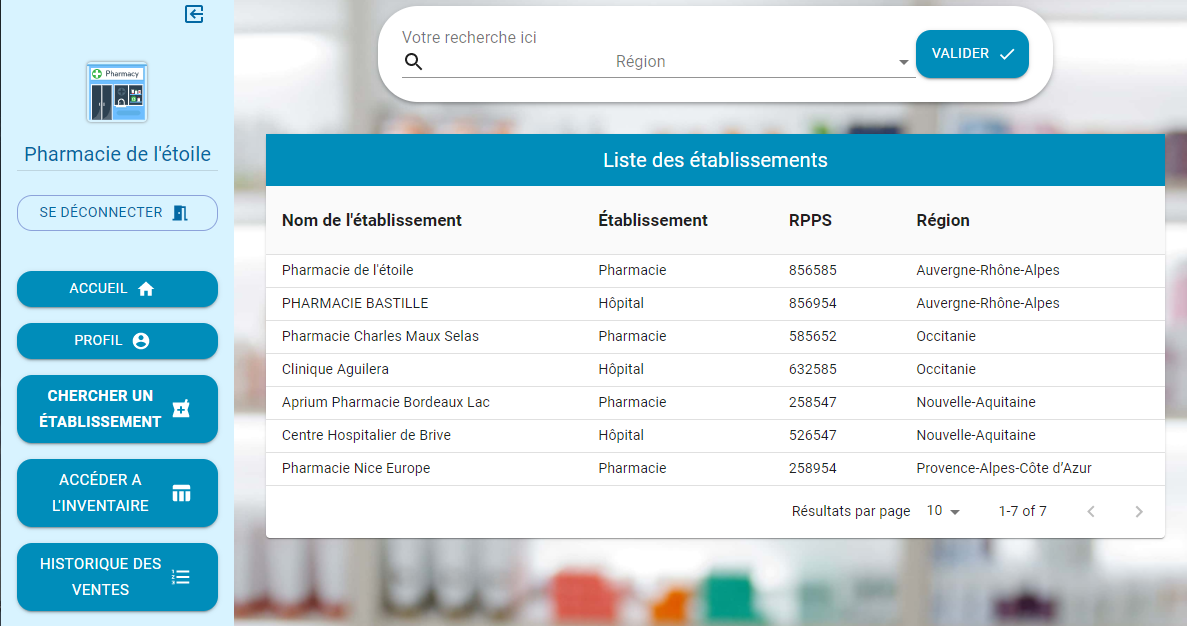 Pharmacy
Pharmacie de l'étoile
SE DÉCONNECTER
ACCUEIL
PROFIL
CHERCHER UN
ÉTABLISSEMENT
ACCÉDER A
L'INVENTAIRE
HISTORIQUE DES
VENTES
Votre recherche ici
Région
VALIDER
Liste des établissements
Nom de l'établissement Établissement RPPS Région
Pharmacie de l'étoile Pharmacie 856585 Auvergne-Rhône-Alpes
PHARMACIE BASTILLE Hôpital 856954 Auvergne-Rhône-Alpes
Pharmacie Charles Maux Selas Pharmacie 585652 Occitanie
Clinique Aguilera Hôpital 632585 Occitanie
Aprium Pharmacie Bordeaux Lac Pharmacie 258547 Nouvelle-Aquitaine
Centre Hospitalier de Brive Hôpital 526547 Nouvelle-Aquitaine
Pharmacie Nice Europe Pharmacie 258954 Provence-Alpes-Côte d’Azur
Résultats par page 10 1-7 of 7